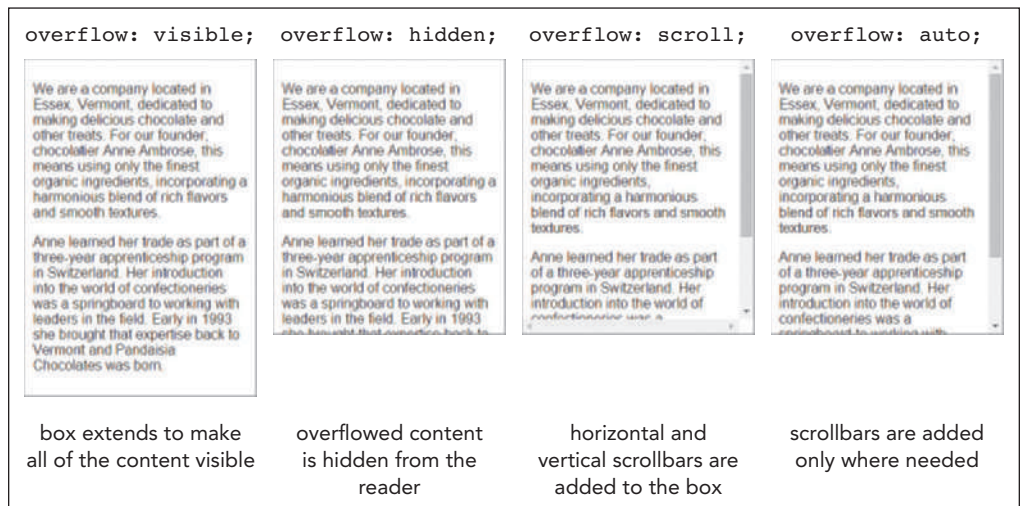 overflow: visible;
We are a company located in
Essex, Vermont, dedicated to
making delicious chocolate and
other treats. For our founder,
chocolatier Anne Ambrose, this
means using only the finest
organic ingredients, incorporating a
harmonious blend of rich flavors
and smooth textures.
Anne learned her trade as part of a
three-year apprenticeship program
in Switzerland. Her introduction
into the world of confectioneries
was a springboard to working with
leaders in the field. Early in 1993
she brought that expertise back to
Vermont and Pandaisia
Chocolates was born.
box extends to make
all of the content visible
overflow: hidden;
We are a company located in
Essex, Vermont, dedicated to
making delicious chocolate and
other treats. For our founder,
chocolatier Anne Ambrose, this
means using only the finest
organic ingredients, incorporating a
harmonious blend of rich flavors
and smooth textures.
Anne learned her trade as part of a
three-year apprenticeship program
in Switzerland. Her introduction
into the world of confectioneries
was a springboard to working with
leaders in the field. Early in 1993
she brought that expertise back to
overflowed content
is hidden from the
reader
overflow: scroll;
We are a company located in
Essex, Vermont, dedicated to
making delicious chocolate and
other treats. For our founder,
chocolatier Anne Ambrose, this
means using only the finest
organic ingredients,
incorporating a harmonious
blend of rich flavors and smooth
textures.
Anne learned her trade as part
of a three-year apprenticeship
program in Switzerland. Her
introduction into the world of
confectioneries was a
horizontal and
vertical scrollbars are
added to the box
overflow: auto;
We are a company located in
Essex, Vermont, dedicated to
making delicious chocolate and
other treats. For our founder,
chocolatier Anne Ambrose, this
means using only the finest
organic ingredients,
incorporating a harmonious
blend of rich flavors and smooth
textures.
Anne learned her trade as part
of a three-year apprenticeship
program in Switzerland. Her
introduction into the world of
confectioneries was a
springboard to working with
scrollbars are added
only where needed